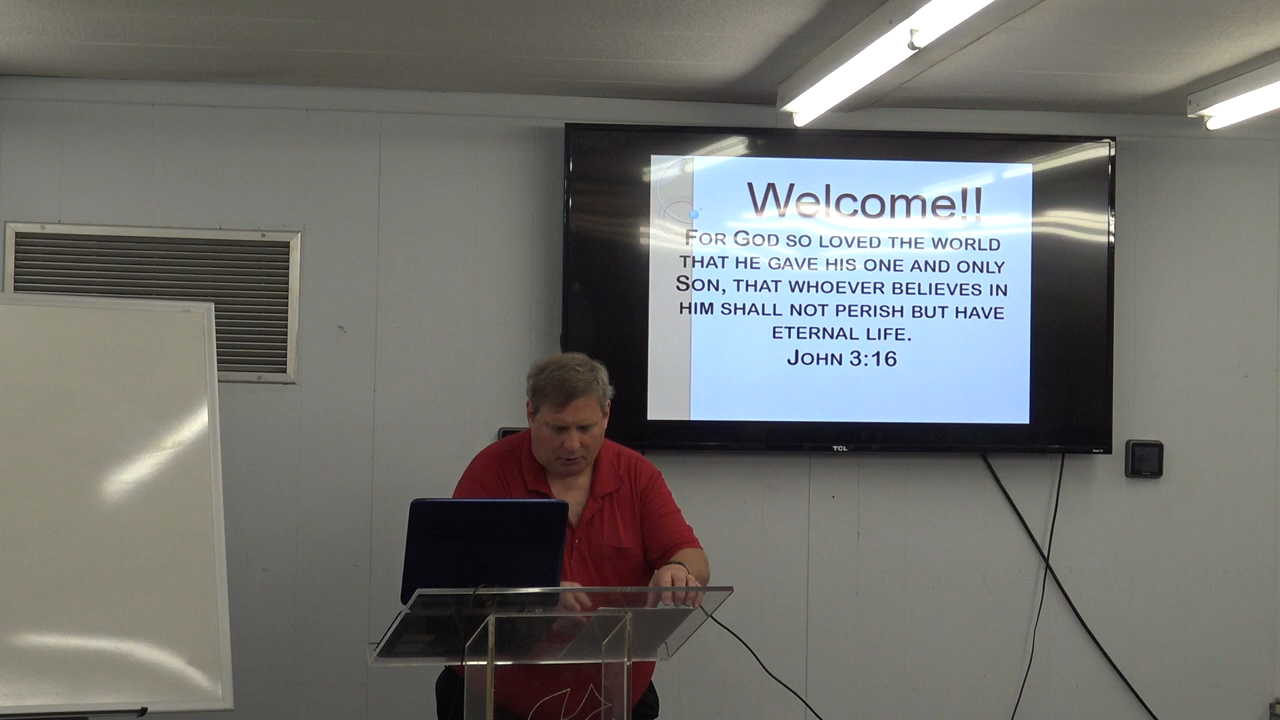 Welcome!!
FOR GOD SO LOVED THE WORLD
THAT HE GAVE HIS ONE AND ONLY
SON, THAT WHOEVER BELIEVES IN
HIM SHALL NOT PERISH BUT HAVE
ETERNAL LIFE.
JOHN 3:16
TCL